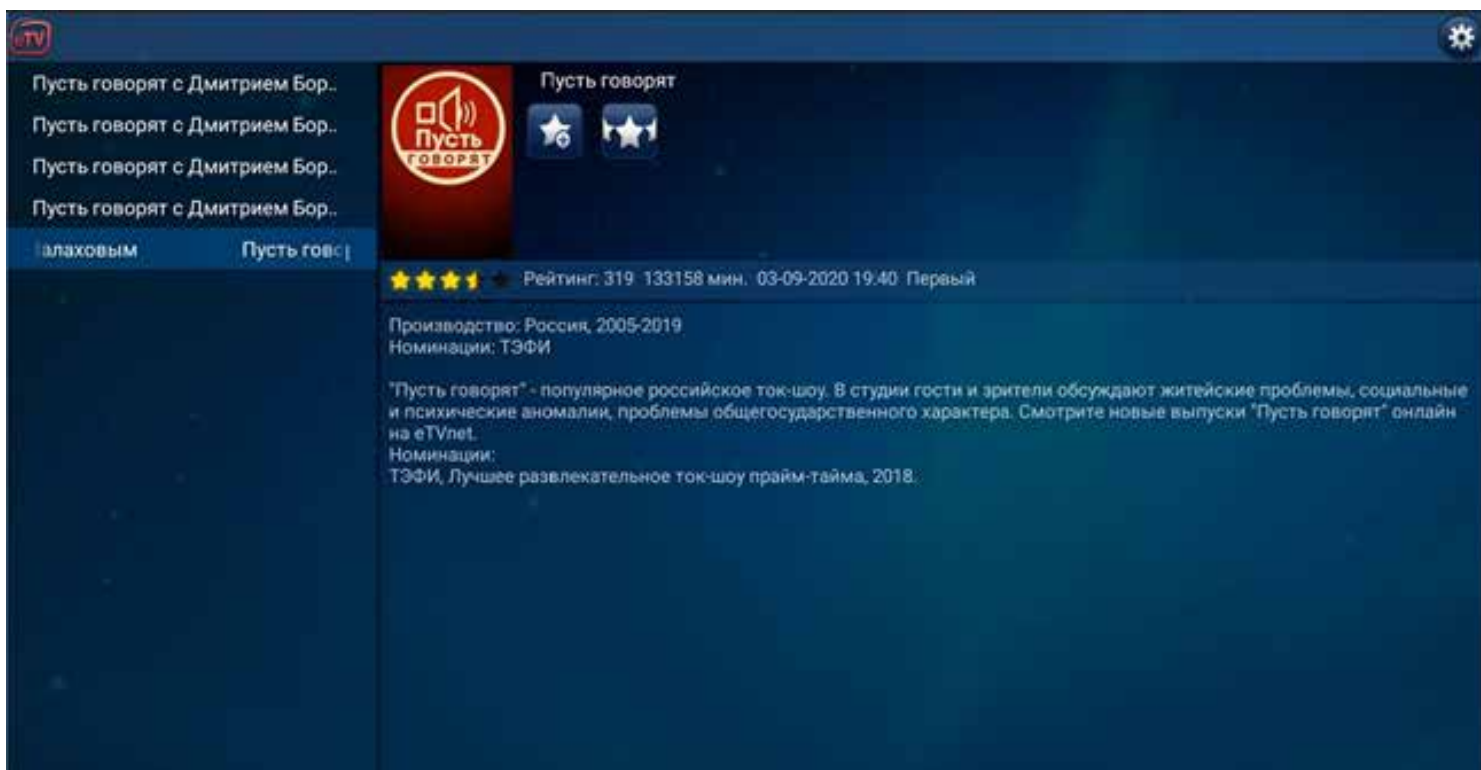 eTV
Пусть говорят с Дмитрием Бор..
Пусть говорят с Дмитрием Бор..
Пусть говорят с Дмитрием Бор..
Пусть говорят с Дмитрием Бор..
алаховым Пусть гово
Пусть
ГОВОРЯТ
Пусть говорят
Рейтинг: 319 133158 мин. 03-09-2020 19:40 Первый
Производство: Россия, 2005-2019
Номинации: ТЭФИ
"Пусть говорят" - популярное российское ток-шоу. В студии гости и зрители обсуждают житейские проблемы, социальные
и психические аномалии, проблемы общегосударственного характера. Смотрите новые выпуски "Пусть говорят" онлайн
на eTVnet.
Номинации:
ТЭФИ, Лучшее развлекательное ток-шоу прайм-тайма, 2018.